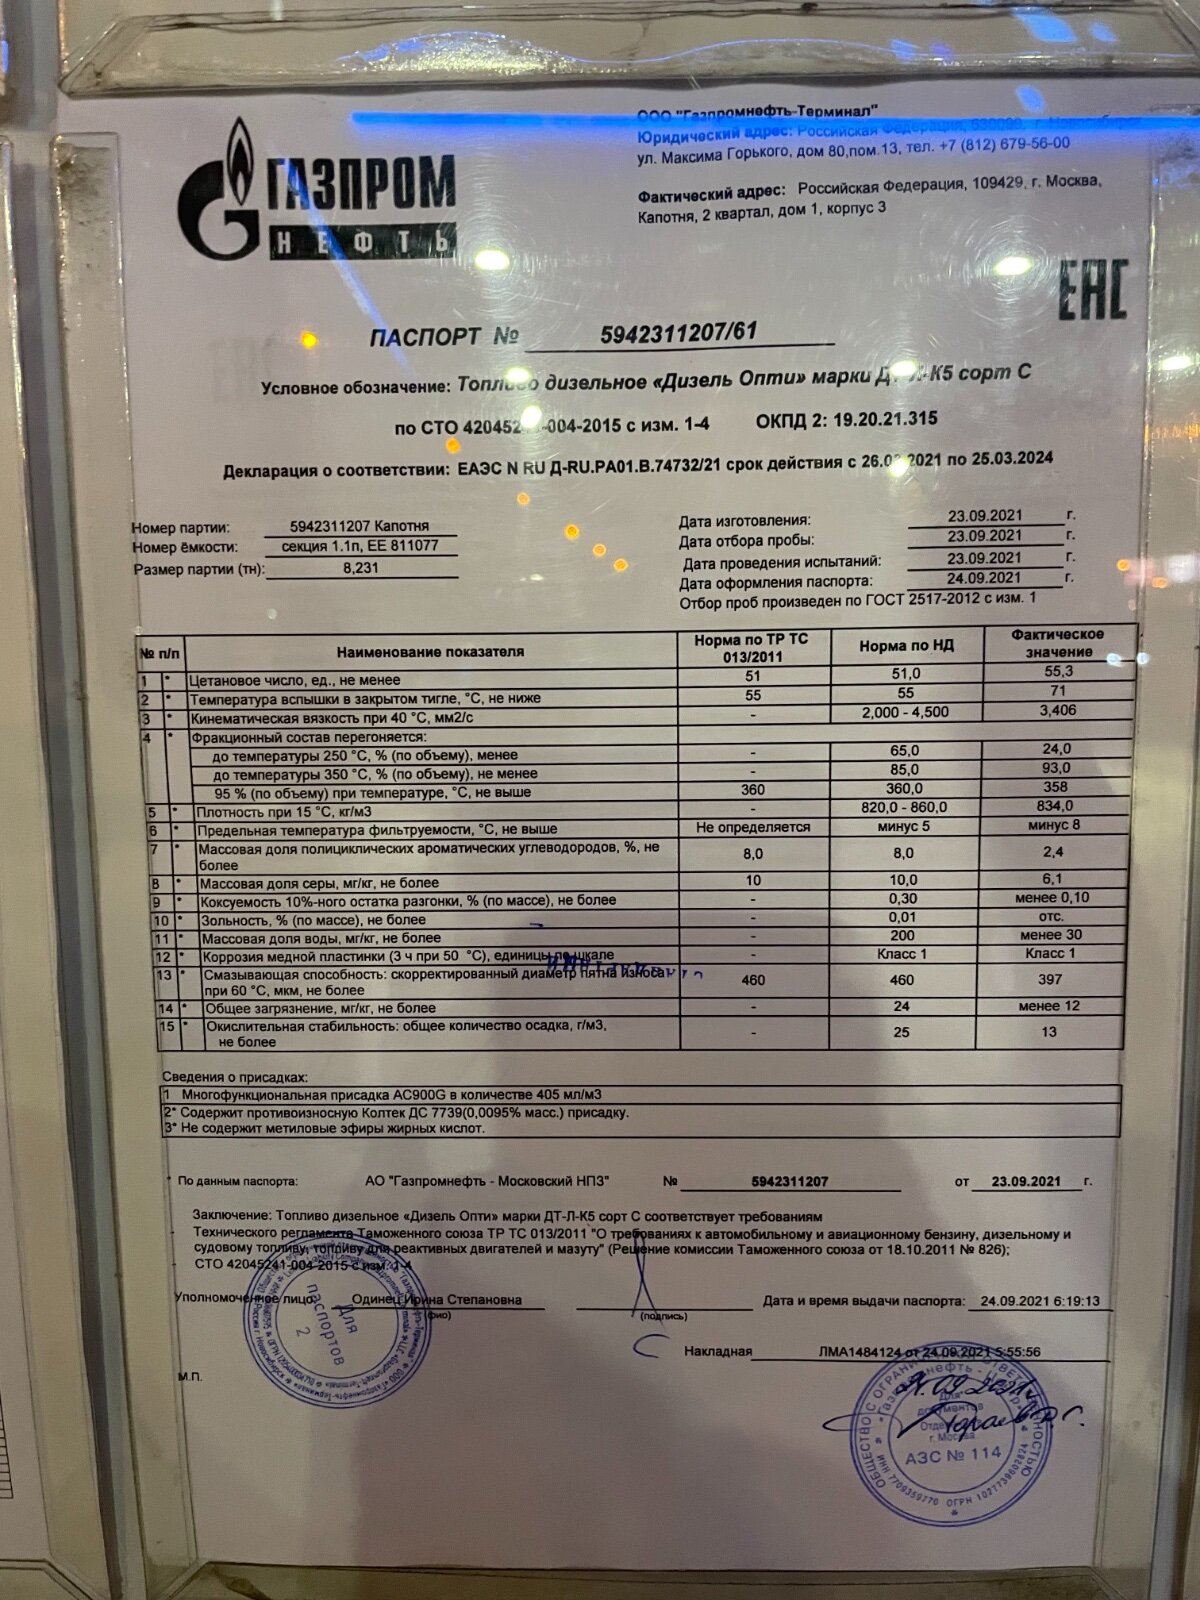 ГАЗПРОМ
НЕФТЬ
ООО "Газпромнефть-Терминал"
Юридический адрес: Российская Федерация,
ул. Максима Горького, дом 80,пом.13, тел. +7 (812) 679-56-00
Фактический адрес: Российская Федерация, 109429, г. Москва,
Капотня, 2 квартал, дом 1, корпус 3
ЕАС
ПАСПОРТ № 5942311207/61
Условное обозначение: Топливо дизельное «Дизель Опти» марки ДТ-Л-К5 сорт С
по СТО 42045241-004-2015 с изм. 1-4 ОКПД 2: 19.20.21.315
Декларация о соответствии: ЕАЭС N RU Д-RU.РА01.В.74732/21 срок действия с 26.03.2021 по 25.03.2024
Номер партии: 5942311207 Капотня
Номер ёмкости: секция 1.1п, ЕЕ 811077
Размер партии (тн): 8,231
Дата изготовления: 23.09.2021 г.
Дата отбора пробы: 23.09.2021 г.
Дата проведения испытаний: 23.09.2021 г.
Дата оформления паспорта: 24.09.2021 г.
Отбор проб произведен по ГОСТ 2517-2012 с изм. 1
№ п/п Наименование показателя Норма по ТР ТС 013/2011 Норма по НД Фактическое значение
1 * Цетановое число, ед., не менее 51 51,0 55,3
2 * Температура вспышки в закрытом тигле, °С, не ниже 55 55 71
3 * Кинематическая вязкость при 40 °С, мм2/с - 2,000 - 4,500 3,406
4 * Фракционный состав перегоняется:
до температуры 250 °С, % (по объему), менее - 65,0 24,0
до температуры 350 °С, % (по объему), не менее - 85,0 93,0
95 % (по объему) при температуре, °С, не выше 360 360,0 358
5 * Плотность при 15 °С, кг/м3 - 820,0 - 860,0 834,0
6 * Предельная температура фильтруемости, °С, не выше Не определяется минус 5 минус 8
7 * Массовая доля полициклических ароматических углеводородов, %, не
более 8,0 8,0 2,4
8 * Массовая доля серы, мг/кг, не более 10 10,0 6,1
9 * Коксуемость 10%-ного остатка разгонки, % (по массе), не более - 0,30 менее 0,10
10 * Зольность, % (по массе), не более - 0,01 отс.
11 * Массовая доля воды, мг/кг, не более - 200 менее 30
12 * Коррозия медной пластинки (3 ч при 50 °С), единицы по шкале - Класс 1 Класс 1
13 * Смазывающая способность: скорректированный диаметр пятна износа
при 60 °С, мкм, не более 460 460 397
14 * Общее загрязнение, мг/кг, не более - 24 менее 12
15 * Окислительная стабильность: общее количество осадка, г/м3,
не более - 25 13
Сведения о присадках:
1 Многофункциональная присадка АС900G в количестве 405 мл/м3
2* Содержит противоизносную Колтек ДС 7739(0,0095% масс.) присадку.
3* Не содержит метиловые эфиры жирных кислот.
* По данным паспорта: АО "Газпромнефть - Московский НПЗ" № 5942311207 от 23.09.2021 г.
Заключение: Топливо дизельное «Дизель Опти» марки ДТ-Л-К5 сорт С соответствует требованиям
Технического регламента Таможенного союза ТР ТС 013/2011 "О требованиях к автомобильному и авиационному бензину, дизельному и
судовому топливу, топливу для реактивных двигателей и мазуту" (Решение комиссии Таможенного союза от 18.10.2011 № 826);
СТО 42045241-004-2015 с изм. 1-4
Уполномоченное лицо Одинец Ирина Степановна
(фио)
(подпись)
Дата и время выдачи паспорта: 24.09.2021 6:19:13
Накладная ЛМА1484124 от 24.09.2021 5:55:56
М.П.
Для
паспортов
2
Для
документов
г. Москва
АЗС № 114
ИНН 7709359770 ОГРН 1027739602824